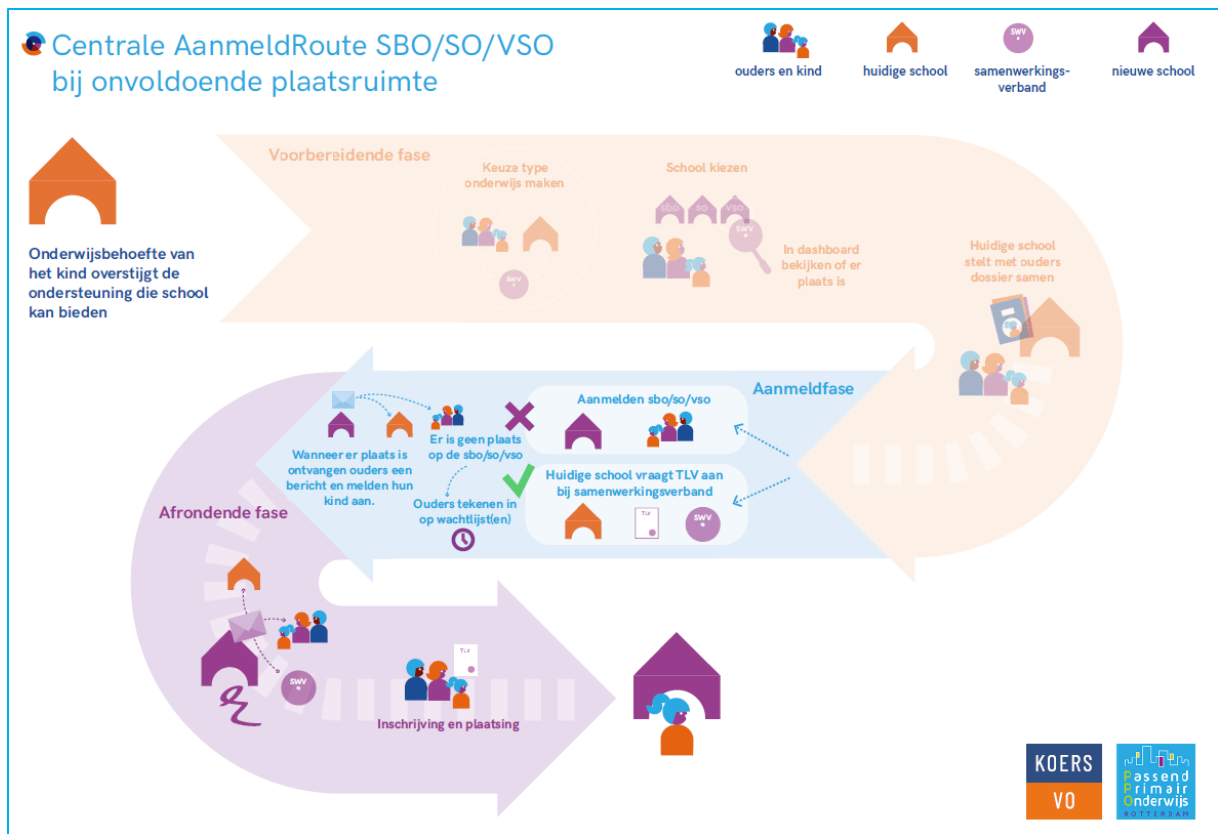 Centrale AanmeldRoute SBO/SO/VSO
bij onvoldoende plaatsruimte
ouders en kind
huidige school
SWV
samenwerkings-
verband
nieuwe school
Onderwijsbehoefte van
het kind overstijgt de
ondersteuning die school
kan bieden
Voorbereidende fase
Keuze type
onderwijs maken
SWV
School kiezen
sbo so vso
SWV
In dashboard
bekijken of er
plaats is
Huidige school
stelt met ouders
dossier samen
Aanmeldfase
Aanmelden sbo/so/vso
Huidige school vraagt TLV aan
bij samenwerkingsverband
TLV
SWV
Er is geen plaats
op de sbo/so/vso
Ouders tekenen in
op wachtlijst(en)
Wanneer er plaats is
ontvangen ouders een
bericht en melden hun
kind aan.
Afrondende fase
SWV
TLV
Inschrijving en plaatsing
KOERS
VO
Passend
Primair
Onderwijs
ROTTERDAM